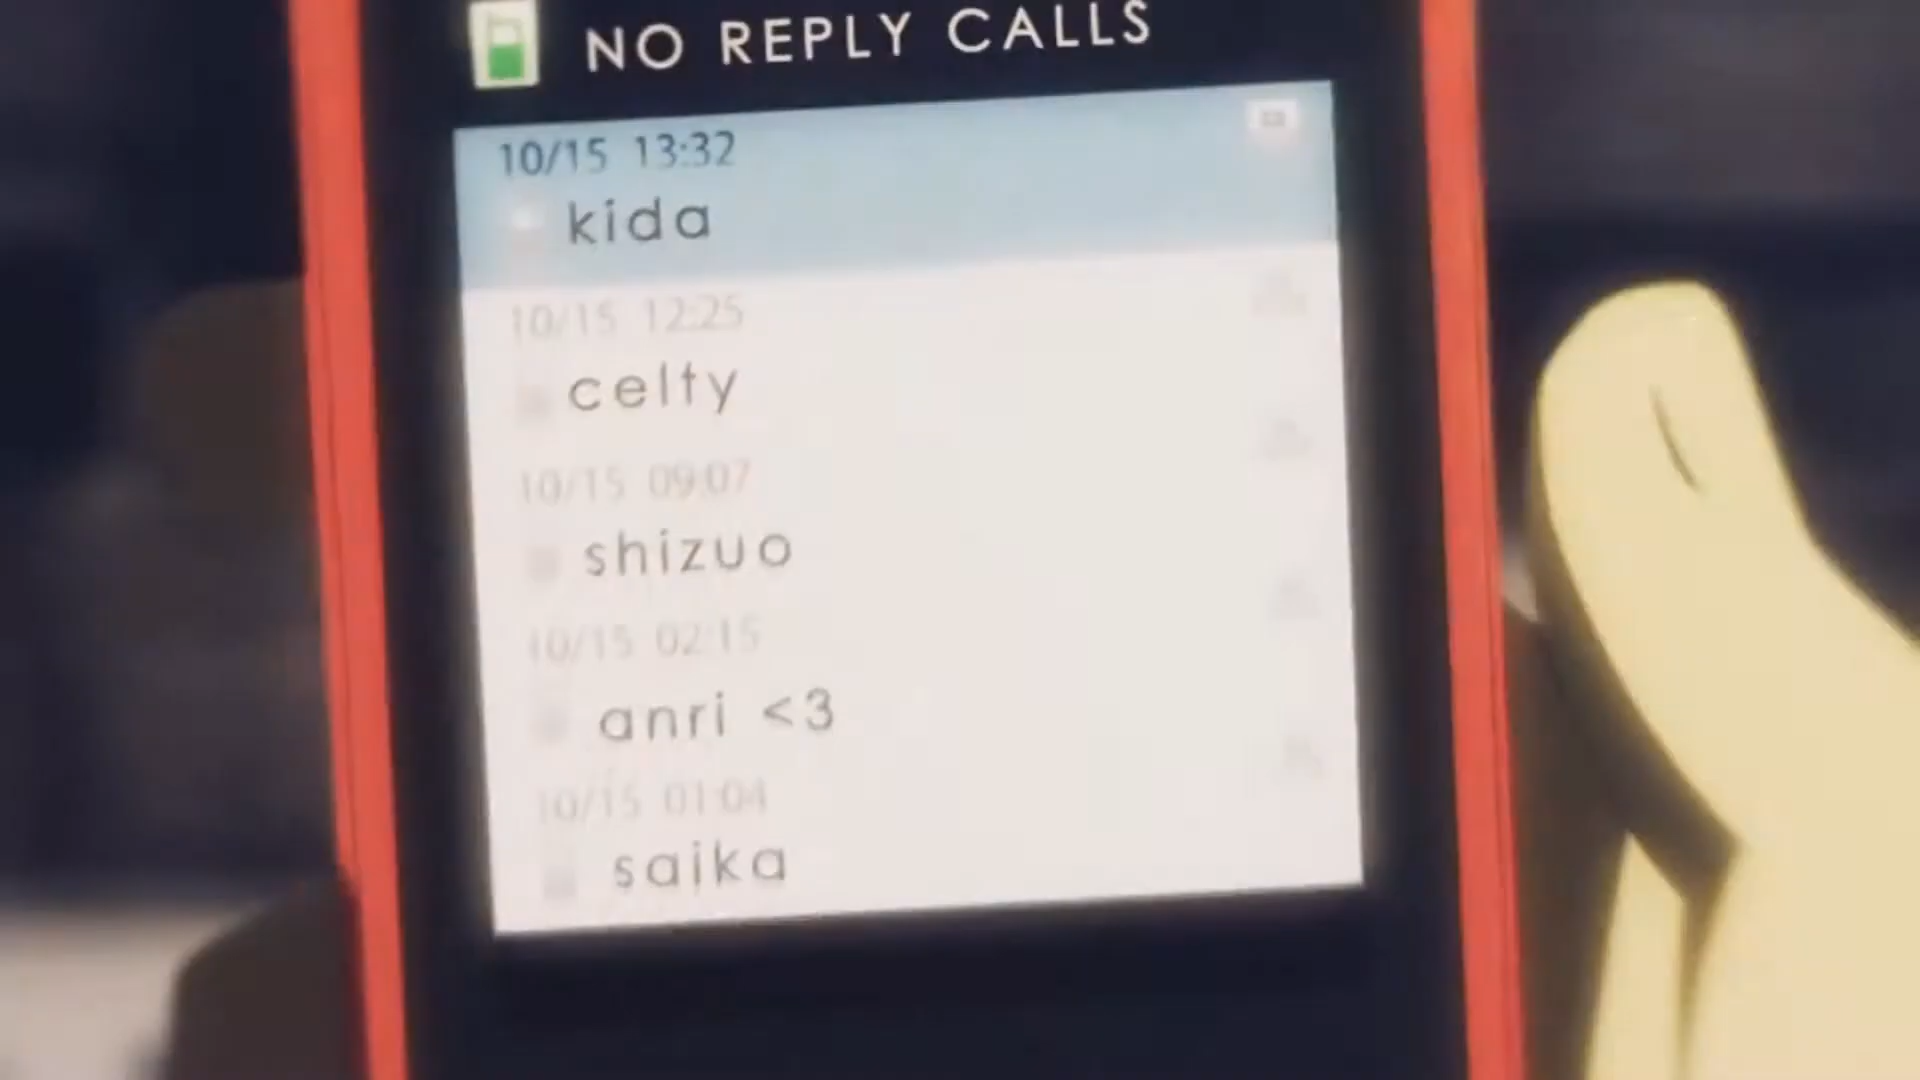 NO REPLY CALLS
10/15 13:32
kida
10/15 12:25
celty
10/15 09:07
shizuo
10/15 02:15
anri <3
10/15 01:04
saika